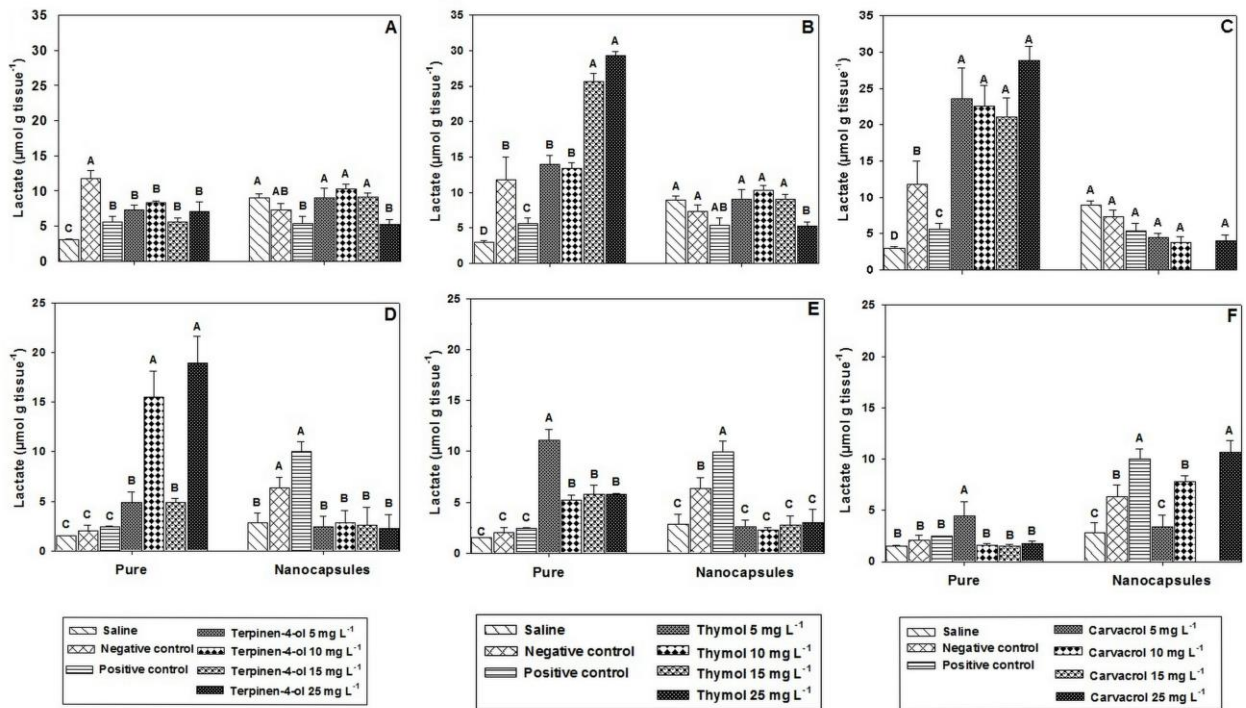 A
Lactate (µmol g tissue⁻¹)
35
30
25
20
15
10
5
0
C A B B B B B
A AB B A A A B
B
Lactate (µmol g tissue⁻¹)
35
30
25
20
15
10
5
0
D B C B B A A
A A AB A A A B
C
Lactate (µmol g tissue⁻¹)
35
30
25
20
15
10
5
0
D B C A A A A
A A A A A A
D
Lactate (µmol g tissue⁻¹)
25
20
15
10
5
0
C C C B A B A
B A A B B B B
Pure Nanocapsules
E
Lactate (µmol g tissue⁻¹)
25
20
15
10
5
0
C C C A B B B
C B A C C C C
Pure Nanocapsules
F
Lactate (µmol g tissue⁻¹)
25
20
15
10
5
0
B B B A B B B
C B A C B A
Pure Nanocapsules
Saline
Negative control
Positive control
Terpinen-4-ol 5 mg L⁻¹
Terpinen-4-ol 10 mg L⁻¹
Terpinen-4-ol 15 mg L⁻¹
Terpinen-4-ol 25 mg L⁻¹
Saline
Negative control
Positive control
Thymol 5 mg L⁻¹
Thymol 10 mg L⁻¹
Thymol 15 mg L⁻¹
Thymol 25 mg L⁻¹
Saline
Negative control
Positive control
Carvacrol 5 mg L⁻¹
Carvacrol 10 mg L⁻¹
Carvacrol 15 mg L⁻¹
Carvacrol 25 mg L⁻¹